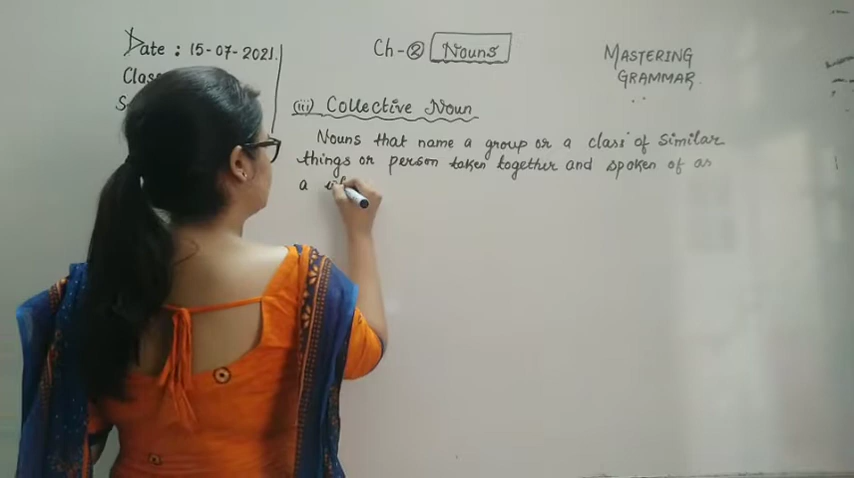 Date : 15-07-2021.
Ch-② Nouns
MASTERING
GRAMMAR
(iii) Collective Noun
Nouns that name a group or a class of similar
things or person taken together and spoken of as
a